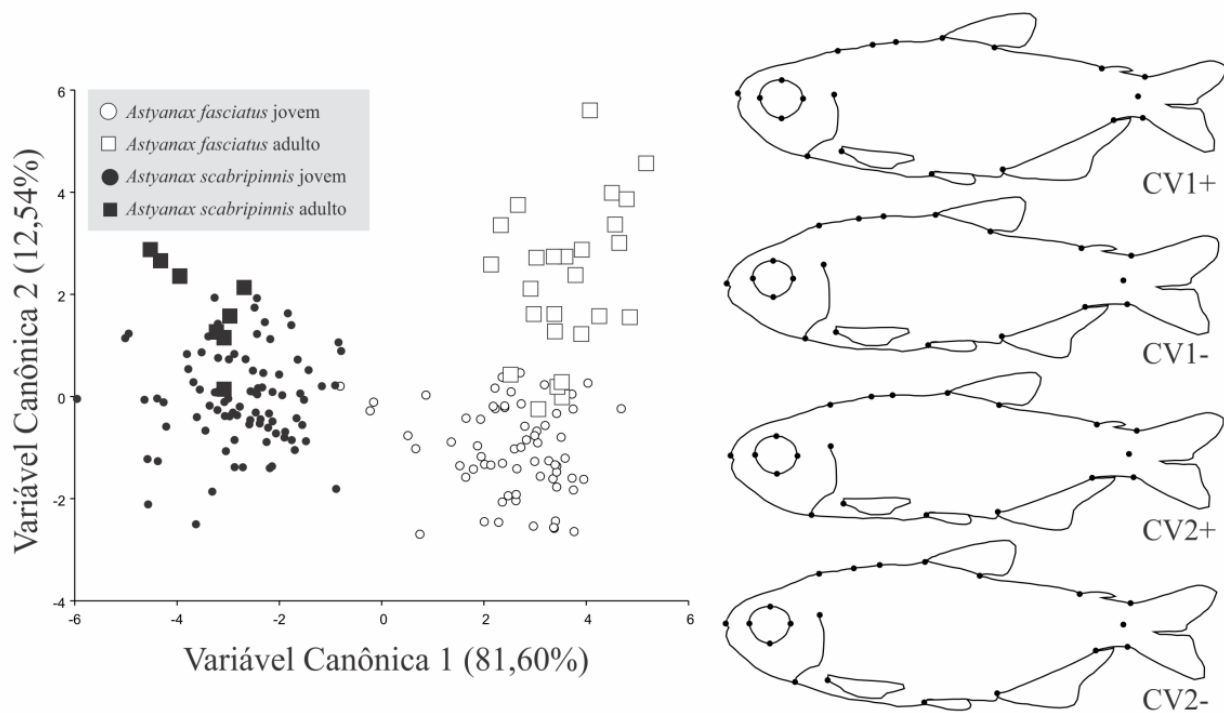 Astyanax fasciatus jovem
Astyanax fasciatus adulto
Astyanax scabripinnis jovem
Astyanax scabripinnis adulto
Variável Canônica 2 (12,54%)
6
4
2
0
-2
-4
-6
-4
-2
0
2
4
6
Variável Canônica 1 (81,60%)
CV1+
CV1-
CV2+
CV2-